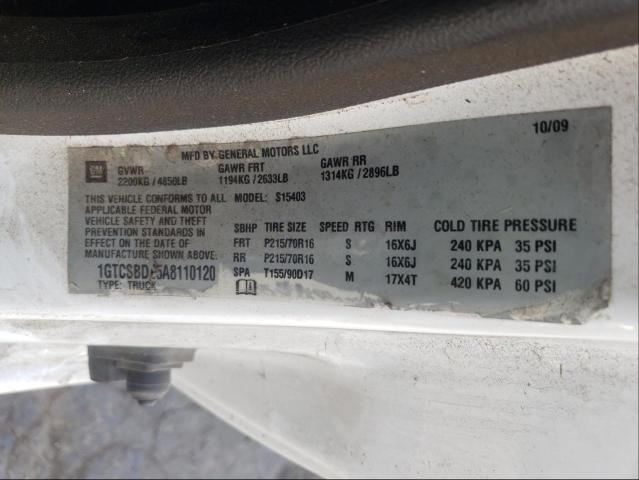 10/09
MFD BY GENERAL MOTORS LLC
GM
GVWR GAWR FRT GAWR RR
2200KG / 4850LB 1194KG / 2633LB 1314KG / 2896LB
THIS VEHICLE CONFORMS TO ALL MODEL: S15403
APPLICABLE FEDERAL MOTOR
VEHICLE SAFETY AND THEFT
PREVENTION STANDARDS IN
EFFECT ON THE DATE OF
MANUFACTURE SHOWN ABOVE.
SBHP TIRE SIZE SPEED RTG RIM COLD TIRE PRESSURE
FRT P215/70R16 S 16X6J 240 KPA 35 PSI
RR P215/70R16 S 16X6J 240 KPA 35 PSI
SPA T155/90D17 M 17X4T 420 KPA 60 PSI
TYPE: TRUCK